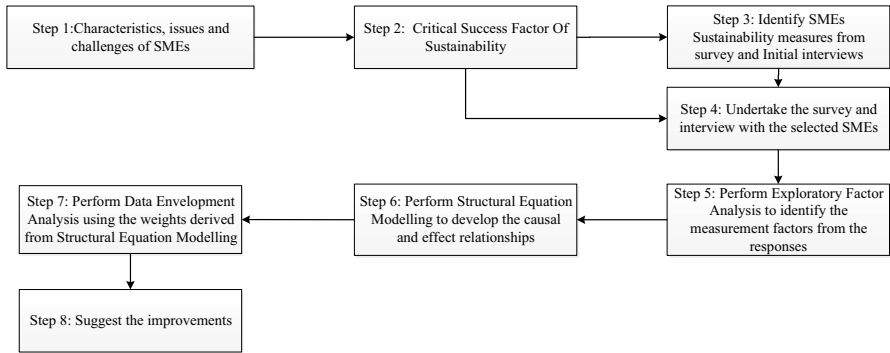 Step 1:Characteristics, issues and
challenges of SMEs
Step 2:  Critical Success Factor Of
Sustainability
Step 3: Identify SMEs
Sustainability measures from
survey and Initial interviews
Step 4: Undertake the survey and
interview with the selected SMEs
Step 5: Perform Exploratory Factor
Analysis to identify the
measurement factors from the
responses
Step 6: Perform Structural Equation
Modelling to develop the causal
and effect relationships
Step 7: Perform Data Envelopment
Analysis using the weights derived
from Structural Equation Modelling
Step 8: Suggest the improvements